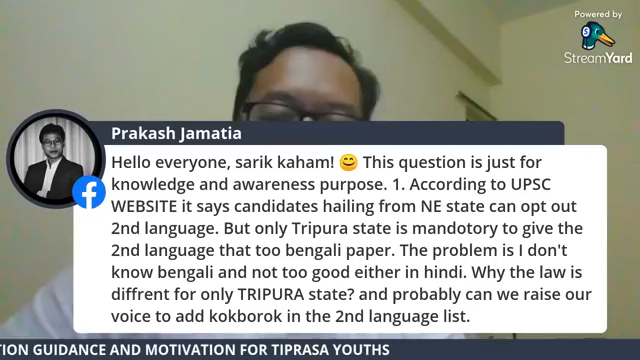 Powered by
StreamYard
Prakash Jamatia
Hello everyone, sarik kaham! 😊 This question is just for
knowledge and awareness purpose. 1. According to UPSC
WEBSITE it says candidates hailing from NE state can opt out
2nd language. But only Tripura state is mandotory to give the
2nd language that too bengali paper. The problem is I don't
know bengali and not too good either in hindi. Why the law is
diffrent for only TRIPURA state? and probably can we raise our
voice to add kokborok in the 2nd language list.
TION GUIDANCE AND MOTIVATION FOR TIPRASA YOUTHS